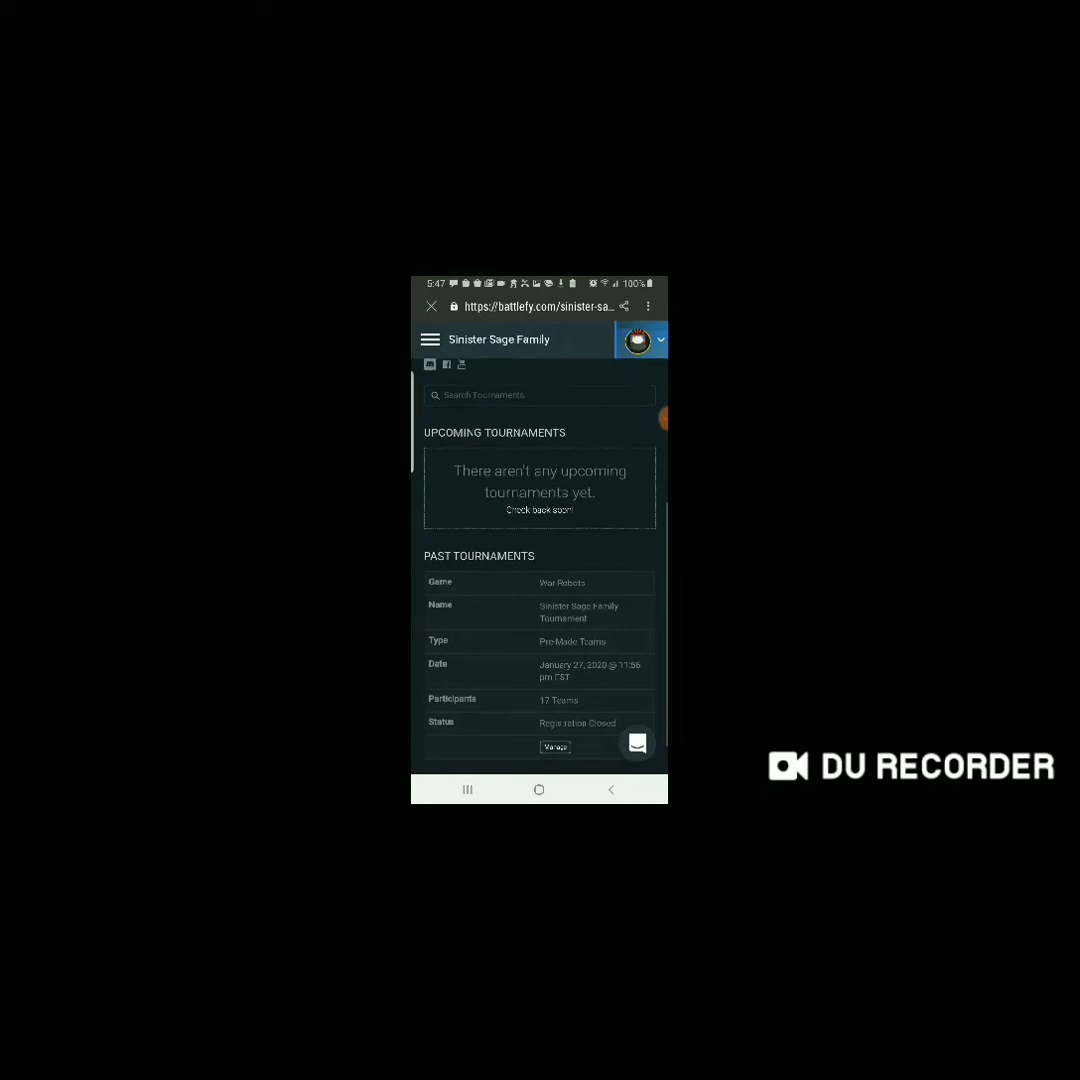 5:47
100%
https://battlefy.com/sinister-sa...
Sinister Sage Family
Search Tournaments
UPCOMING TOURNAMENTS
There aren't any upcoming
tournaments yet.
Check back soon!
PAST TOURNAMENTS
Game War Robots
Name Sinister Sage Family
Tournament
Type Pre-Made Teams
Date January 27, 2020 @ 11:56
pm EST
Participants 17 Teams
Status Registration Closed
Manage
DU RECORDER